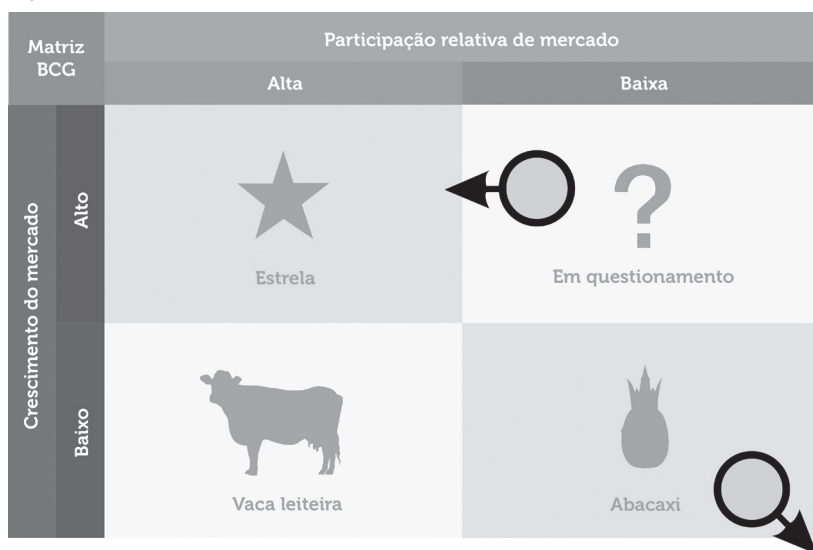 Matriz
BCG
Participação relativa de mercado
Alta
Baixa
Crescimento do mercado
Alto
Estrela
?
Em questionamento
Baixo
Vaca leiteira
Abacaxi